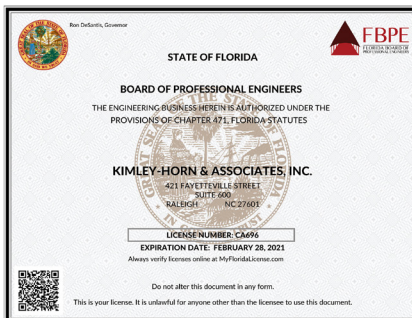 Ron DeSantis, Governor
FBPE
FLORIDA BOARD OF
PROFESSIONAL ENGINEERS
STATE OF FLORIDA
BOARD OF PROFESSIONAL ENGINEERS
THE ENGINEERING BUSINESS HEREIN IS AUTHORIZED UNDER THE
PROVISIONS OF CHAPTER 471, FLORIDA STATUTES
KIMLEY-HORN & ASSOCIATES, INC.
421 FAYETTEVILLE STREET
SUITE 600
RALEIGH NC 27601
LICENSE NUMBER: CA696
EXPIRATION DATE: FEBRUARY 28, 2021
Always verify licenses online at MyFloridaLicense.com
Do not alter this document in any form.
This is your license. It is unlawful for anyone other than the licensee to use this document.